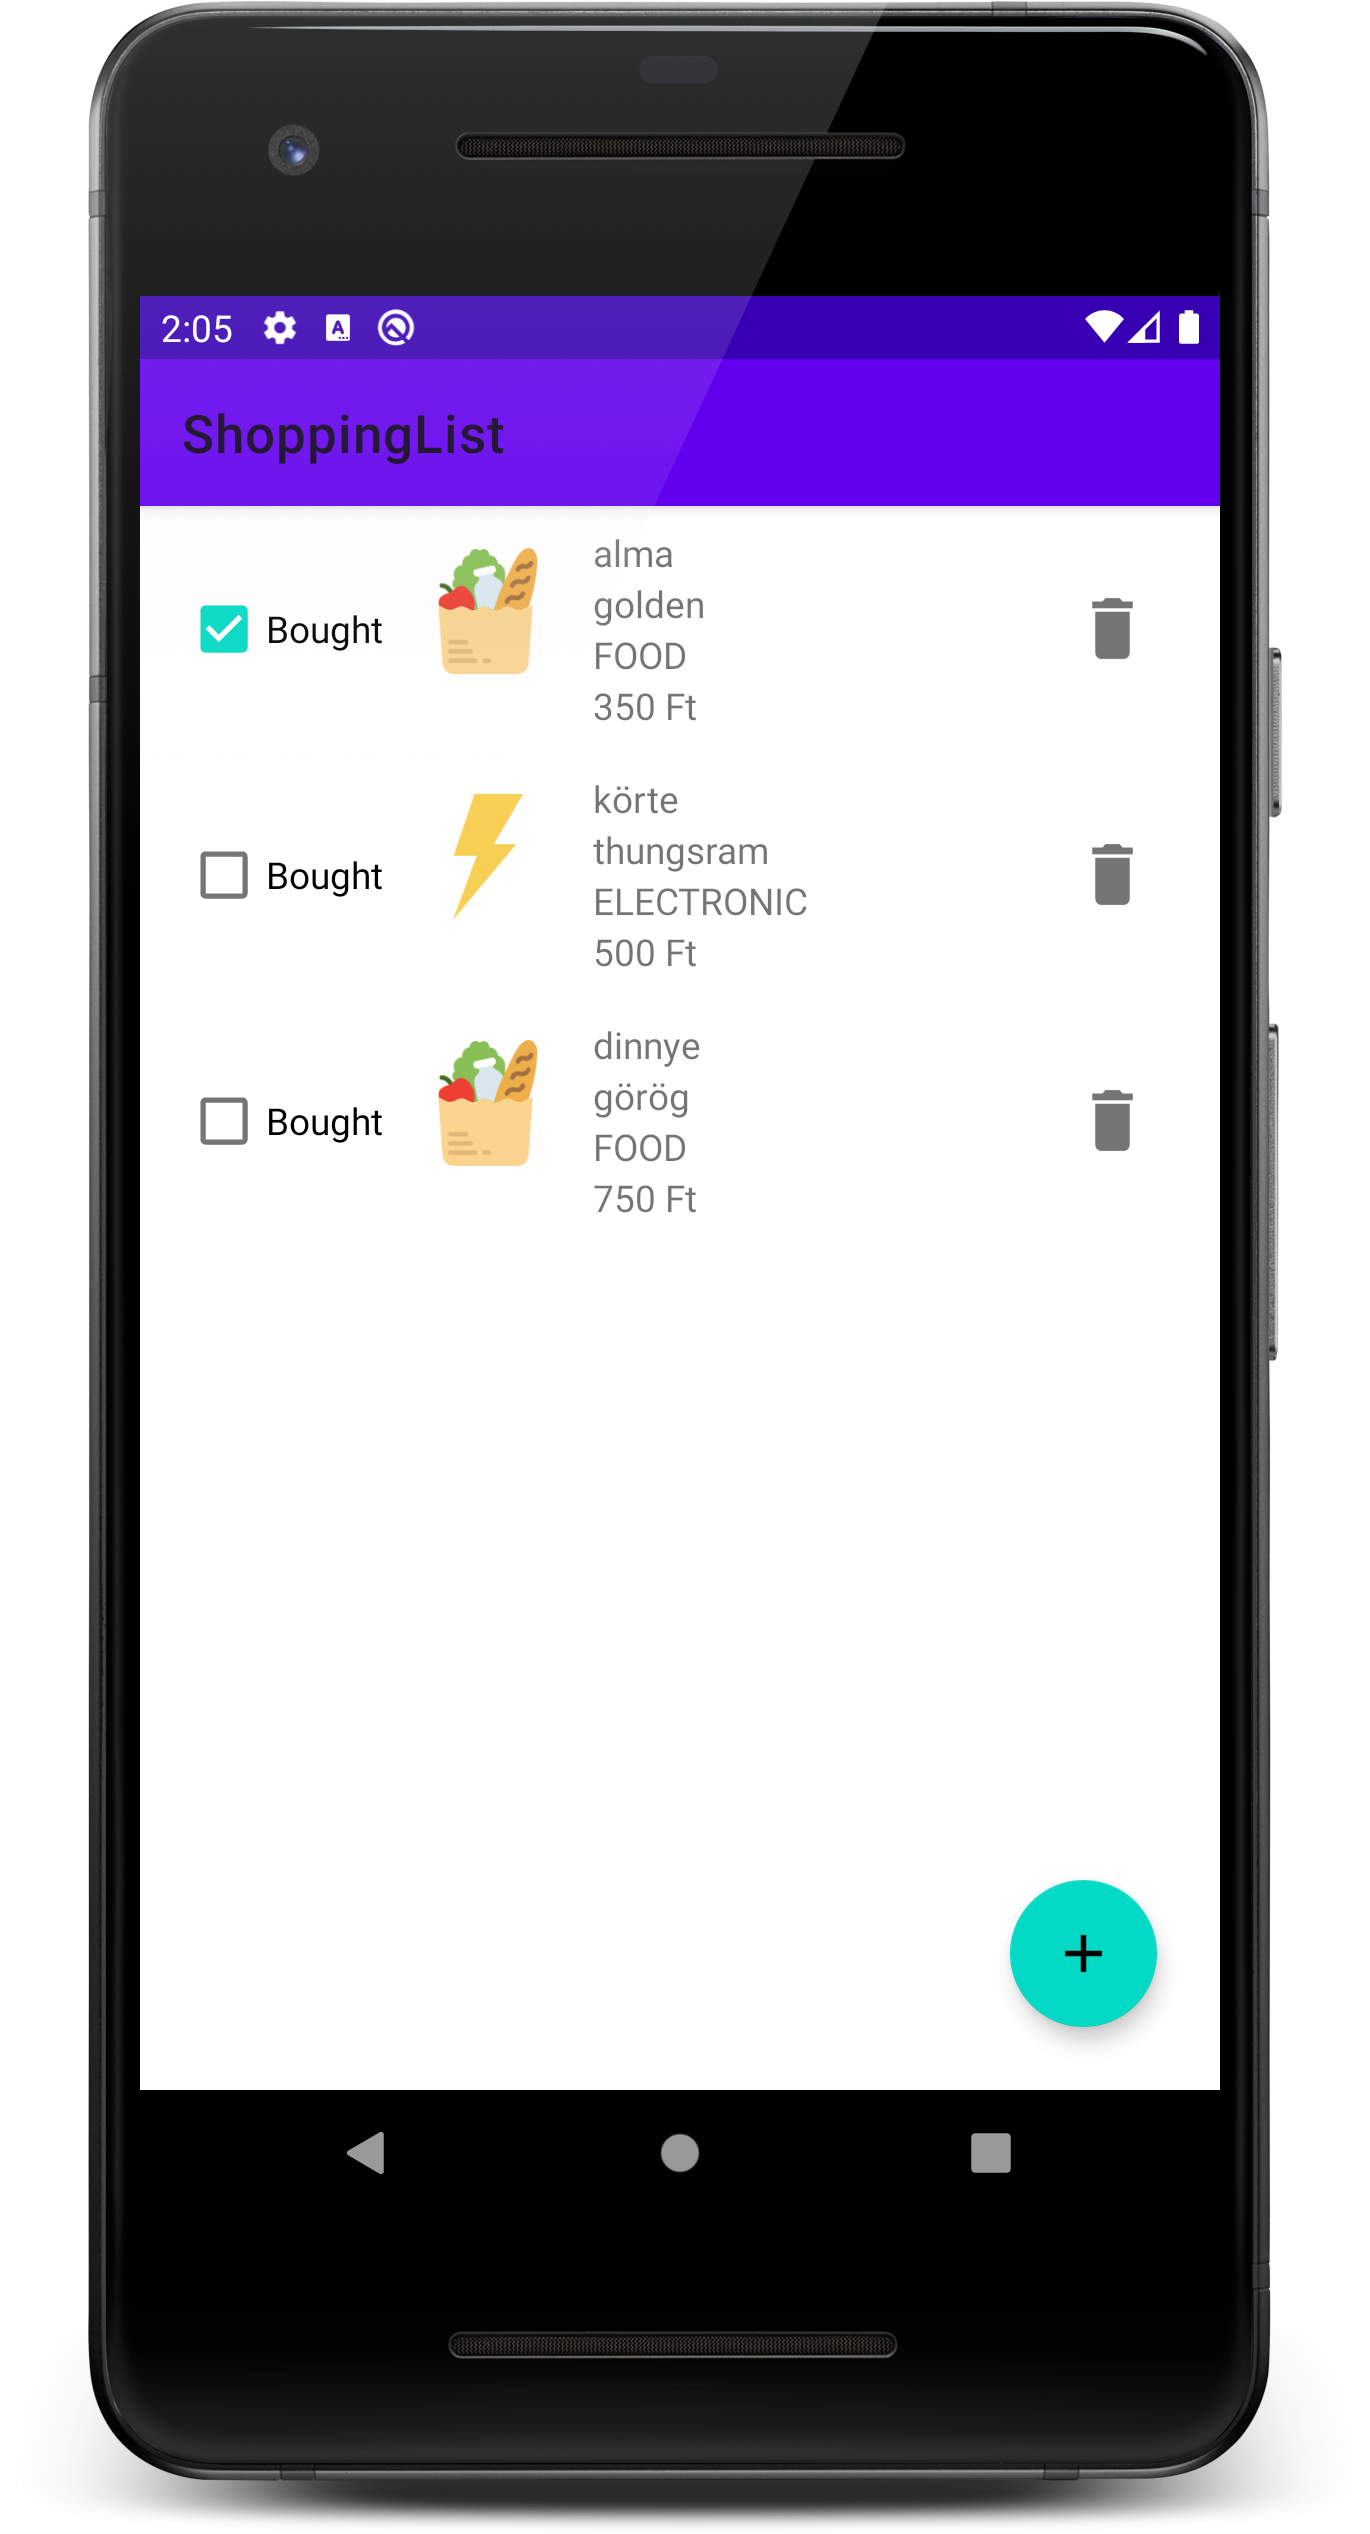 2:05
ShoppingList
Bought
alma
golden
FOOD
350 Ft
Bought
körte
thungsram
ELECTRONIC
500 Ft
Bought
dinnye
görög
FOOD
750 Ft